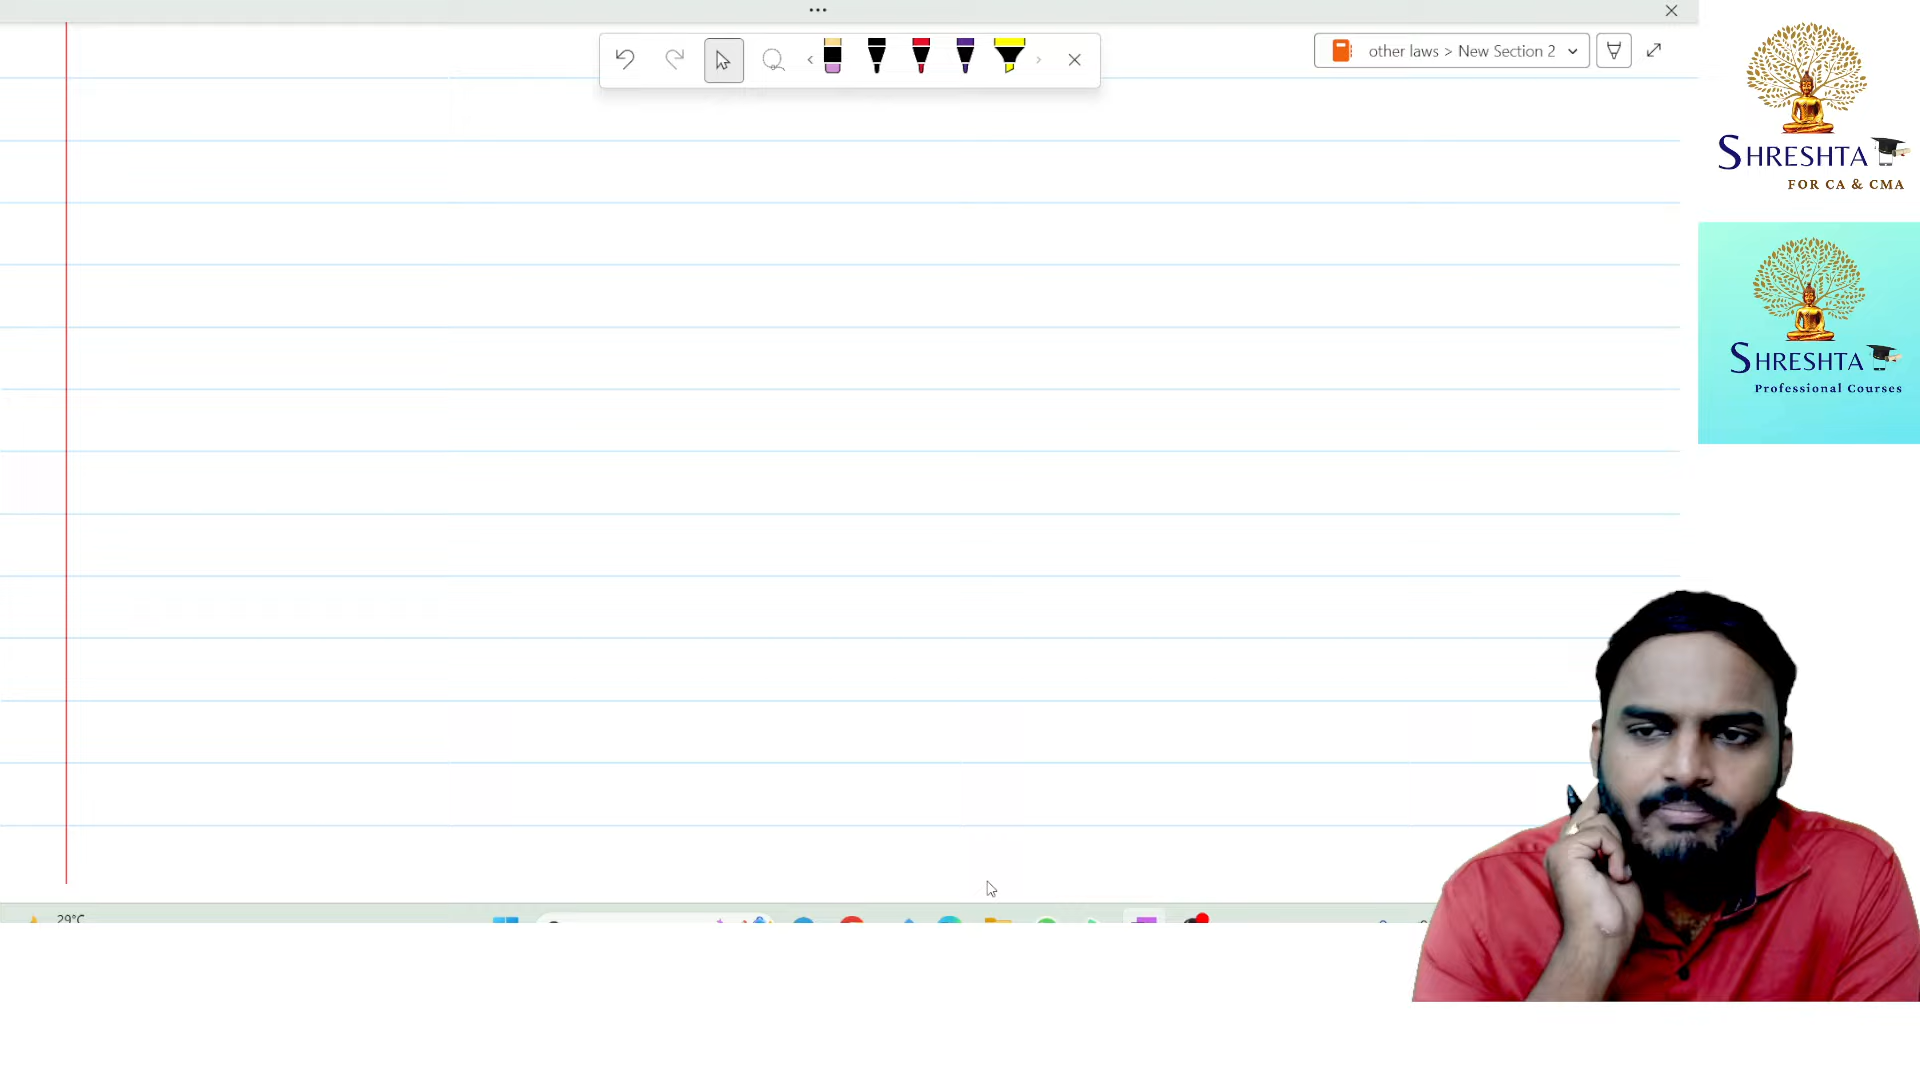 other laws > New Section 2
SHRESHTA
FOR CA & CMA
SHRESHTA
Professional Courses
29°C